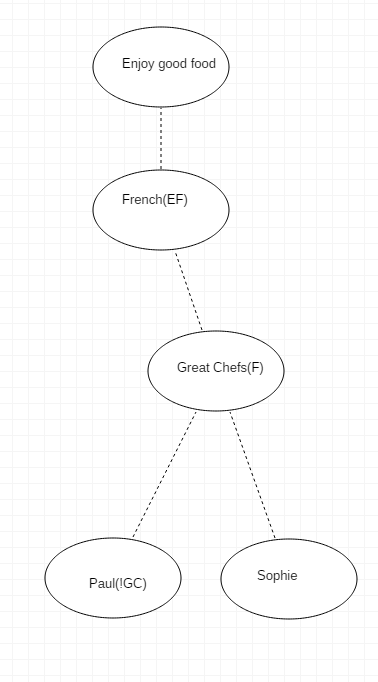 Enjoy good food
French(EF)
Great Chefs(F)
Paul(!GC)
Sophie